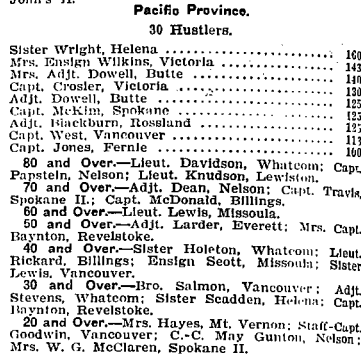 Pacific Province.
30 Hustlers.
Sister Wright, Helena .......................... 160
Mrs. Ensign Wilkins, Victoria .................. 143
Mrs. Adjt. Dowell, Butte ....................... 140
Capt. Crosler, Victoria ........................ 130
Adjt. Dowell, Butte ............................ 125
Capt. McKim, Spokane ........................... 123
Adjt. Blackburn, Rossland ......................
Capt. West, Vancouver ..........................
Capt. Jones, Fernie ............................ 100
80 and Over.—Lieut. Davidson, Whatcom; Capt.
Papstein, Nelson; Lieut. Knudson, Lewiston.
70 and Over.—Adjt. Dean, Nelson; Capt. Travis,
Spokane II.; Capt. McDonald, Billings.
60 and Over.—Lieut. Lewis, Missoula.
50 and Over.—Adjt. Larder, Everett; Mrs. Capt.
Baynton, Revelstoke.
40 and Over.—Sister Holeton, Whatcom; Lieut.
Rickard, Billings; Ensign Scott, Missoula; Sister
Lewis, Vancouver.
30 and Over.—Bro. Salmon, Vancouver; Adjt.
Stevens, Whatcom; Sister Scadden, Helena; Capt.
Baynton, Revelstoke.
20 and Over.—Mrs. Hayes, Mt. Vernon; Staff-Capt.
Goodwin, Vancouver; C.-C. May Gunton, Nelson;
Mrs. W. G. McClaren, Spokane II.